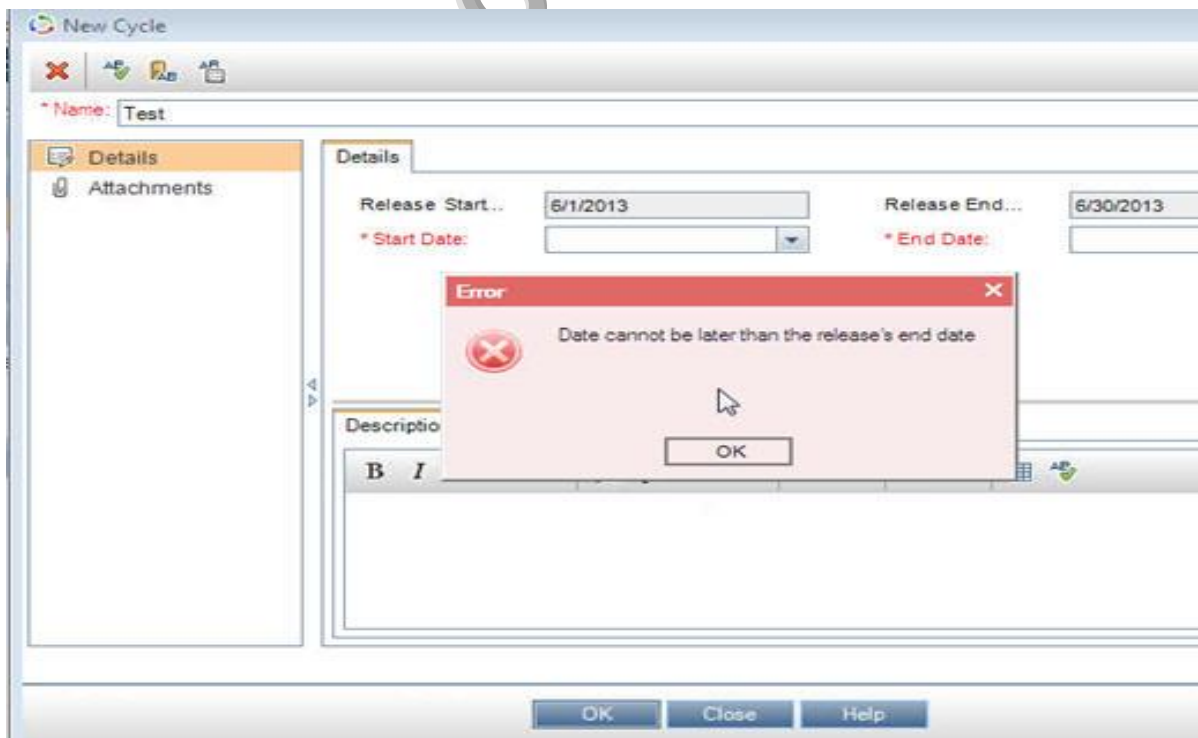 New Cycle
* Name: Test
Details
Attachments
Details
Release Start... 6/1/2013 Release End... 6/30/2013
* Start Date: * End Date:
Error
Date cannot be later than the release's end date
OK
Descriptio
B I
OK Close Help